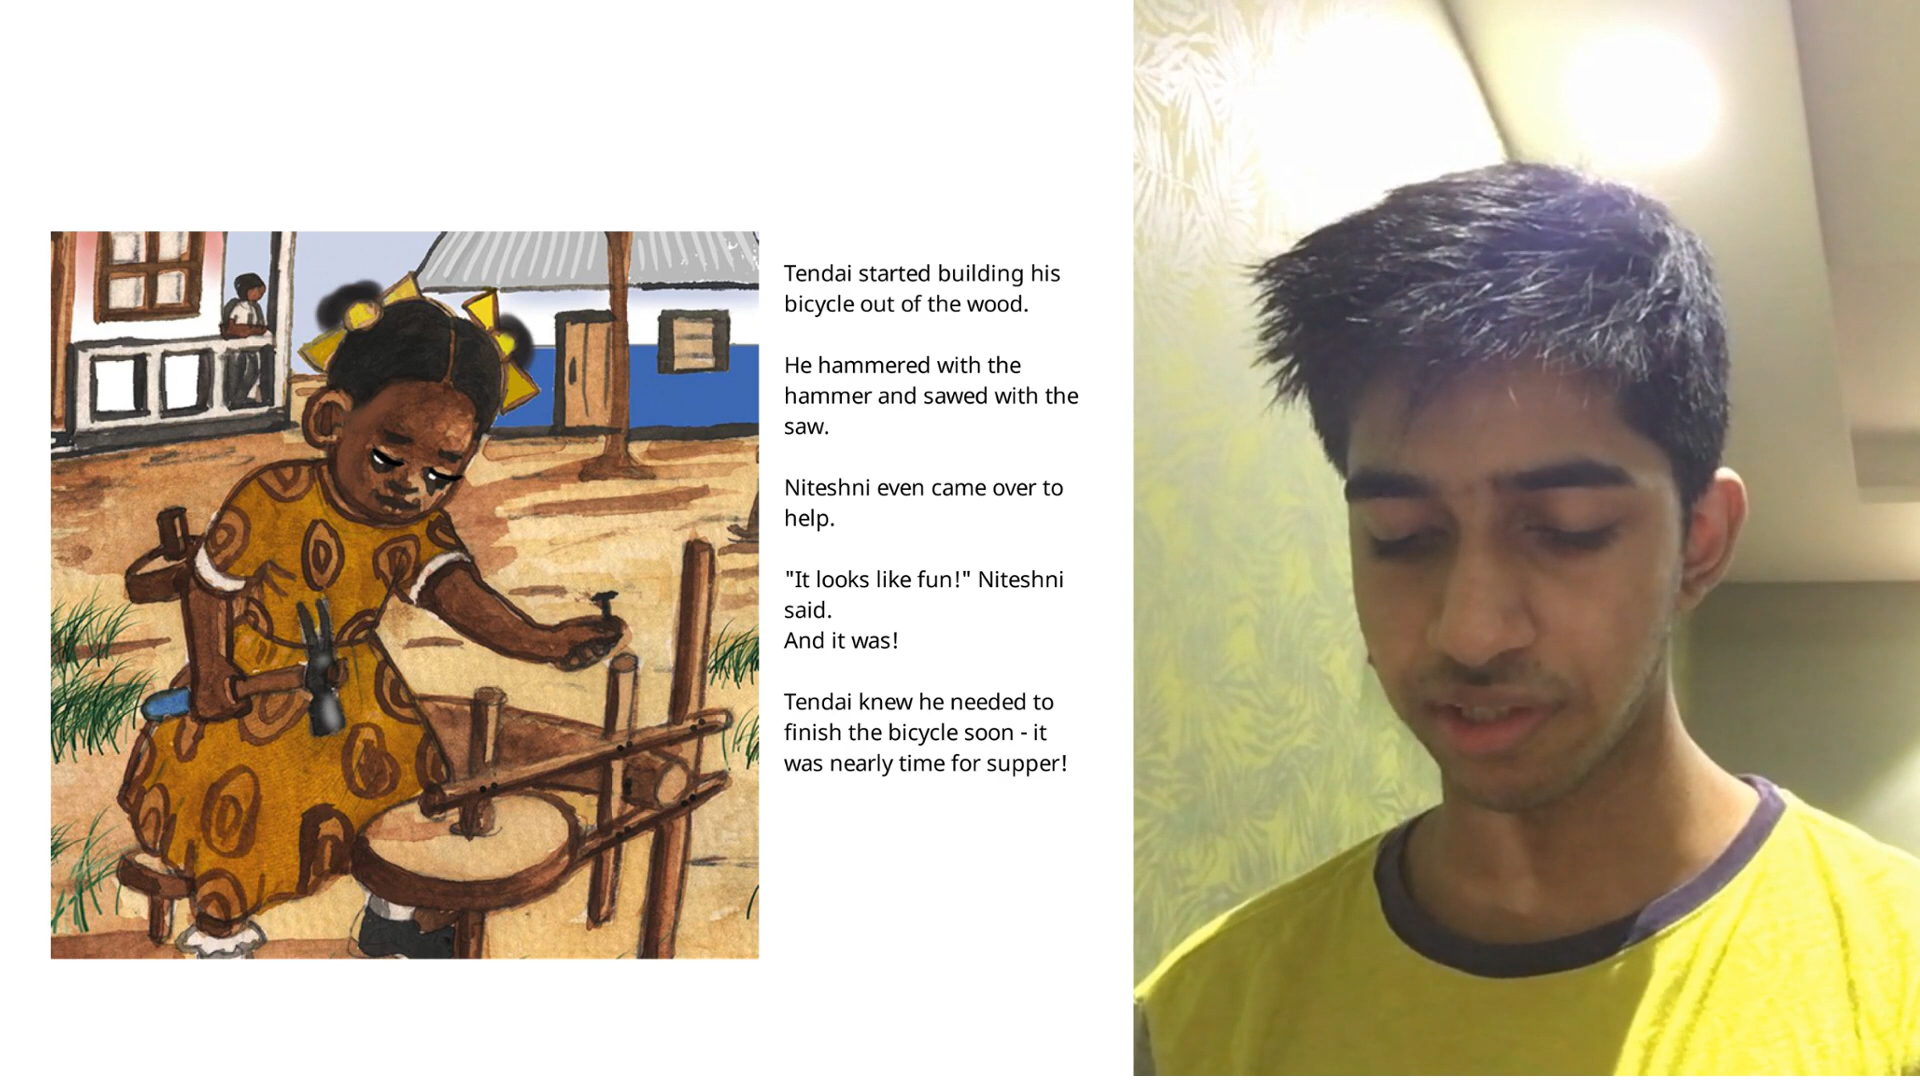 Tendai started building his
bicycle out of the wood.
He hammered with the
hammer and sawed with the
saw.
Niteshni even came over to
help.
"It looks like fun!" Niteshni
said.
And it was!
Tendai knew he needed to
finish the bicycle soon - it
was nearly time for supper!